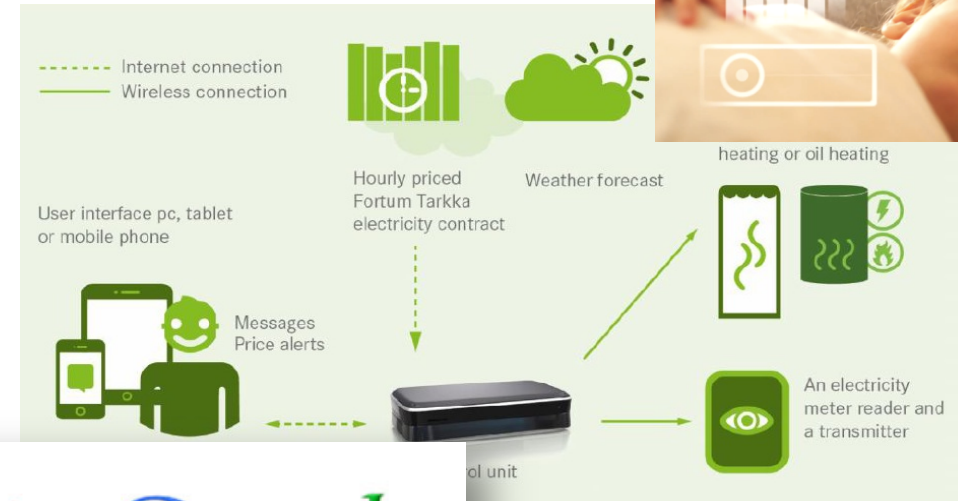 Internet connection
Wireless connection
Hourly priced
Fortum Tarkka
electricity contract
Weather forecast
heating or oil heating
User interface pc, tablet
or mobile phone
Messages
Price alerts
An electricity
meter reader and
a transmitter
unit